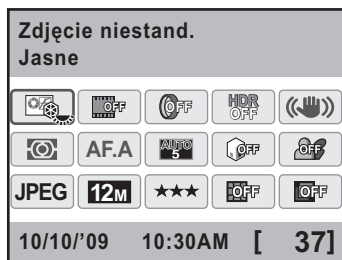 Zdjęcie niestand.
Jasne
OFF OFF HDR OFF
AF.A AUTO 5 OFF OFF
JPEG 12M ★★★ OFF OFF
10/10/'09 10:30AM [ 37]